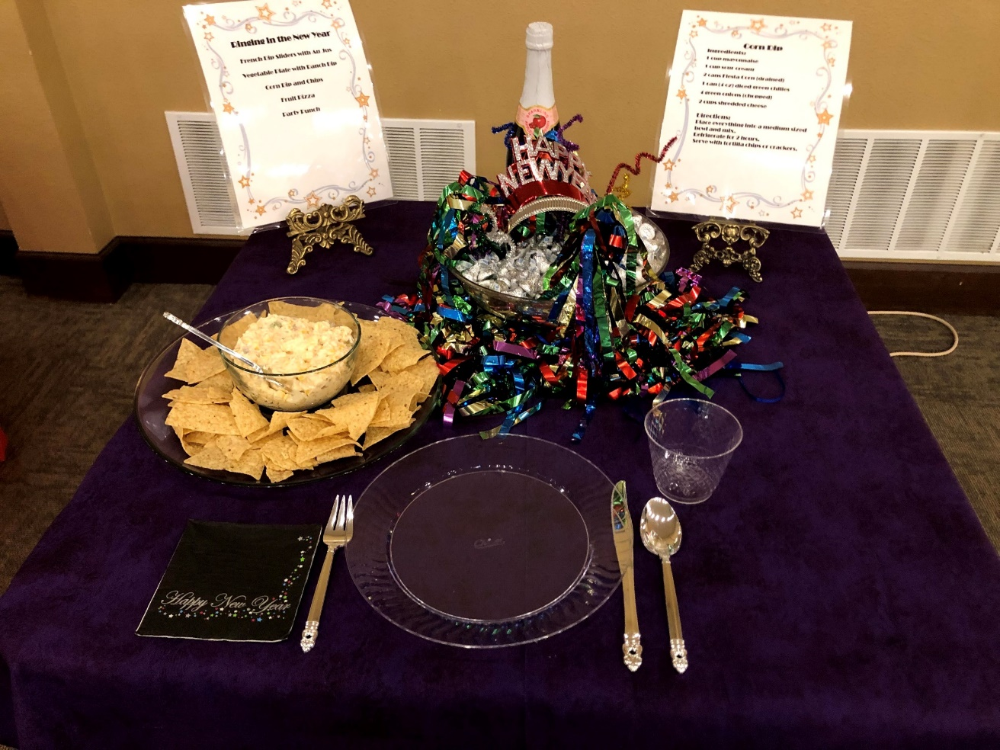 Ringing in the New Year
French Dip Sliders with Au Jus
Vegetable Plate with Ranch Dip
Corn Dip and Chips
Fruit Pizza
Party Punch
SPARKLING
HAPPY
NEW YE
Corn Dip
Ingredients:
1 cup mayonnaise
1 cup sour cream
2 cans Fiesta Corn (drained)
1 can (4 oz) diced green chilies
4 green onions (chopped)
2 cups shredded cheese
Directions:
Place everything into a medium sized
bowl and mix.
Refrigerate for 2 hours.
Serve with tortilla chips or crackers.
Happy New Year